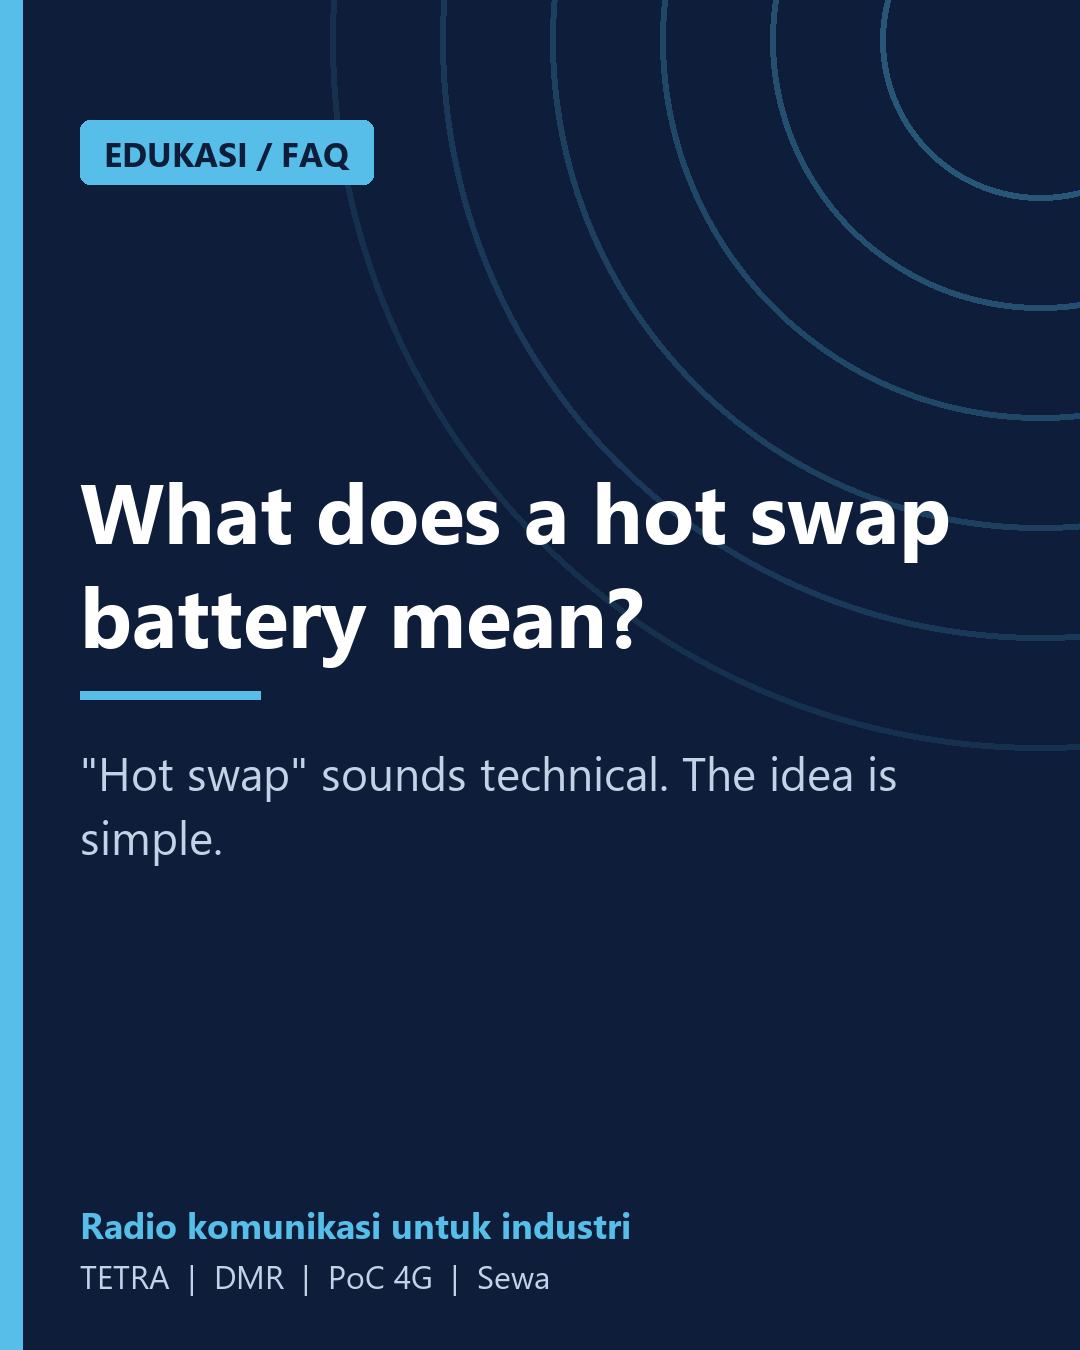 EDUKASI / FAQ
What does a hot swap
battery mean?
"Hot swap" sounds technical. The idea is
simple.
Radio komunikasi untuk industri
TETRA | DMR | PoC 4G | Sewa